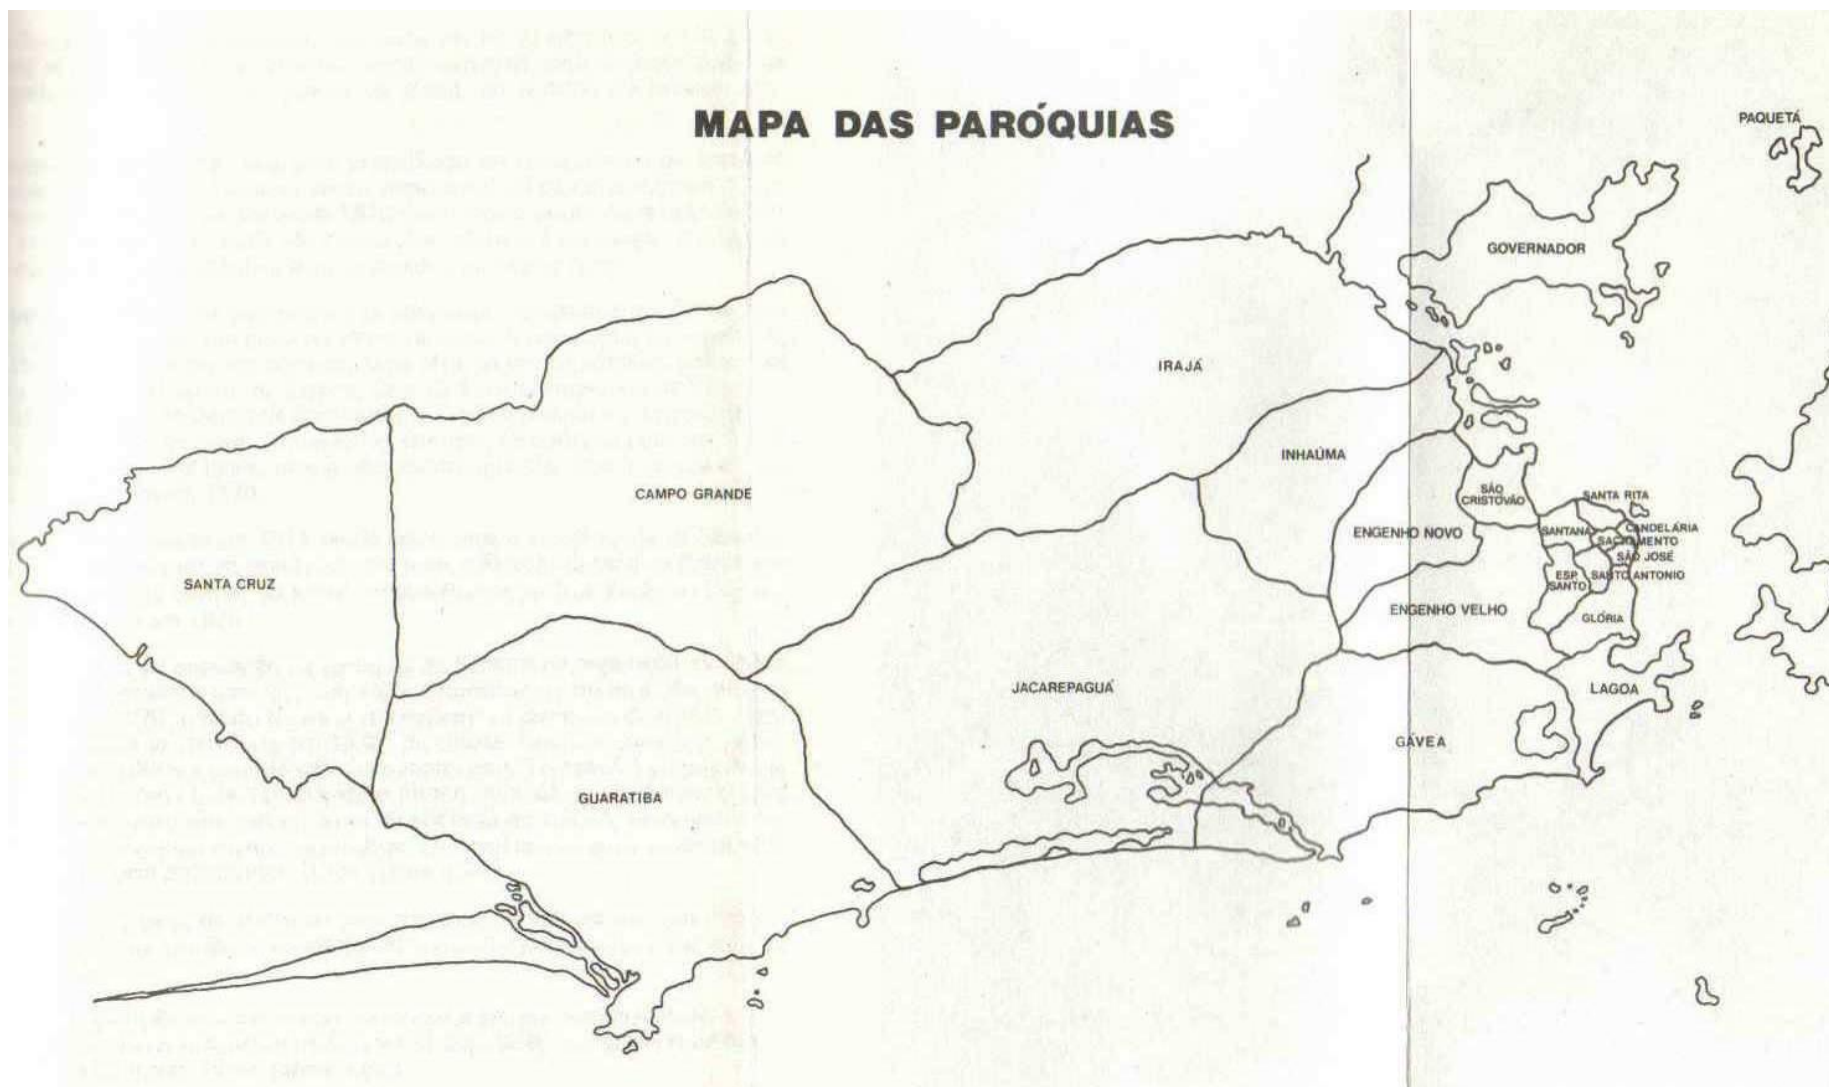 MAPA DAS PARÓQUIAS
PAQUETÁ
GOVERNADOR
IRAJÁ
INHAÚMA
CAMPO GRANDE
SÃO
CRISTOVÃO
SANTA RITA
ENGENHO NOVO
SANTANA
CANDELÁRIA
SACRAMENTO
SÃO JOSÉ
SANTA CRUZ
ESP.
SANTO
SANTO ANTONIO
ENGENHO VELHO
GLÓRIA
JACAREPAGUÁ
LAGOA
GÁVEA
GUARATIBA